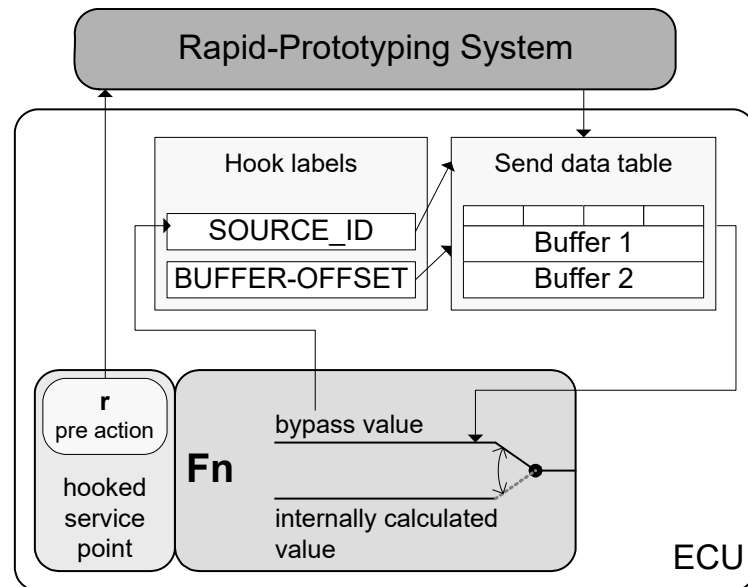 Rapid-Prototyping System
Hook labels
Send data table
SOURCE_ID
BUFFER-OFFSET
Buffer 1
Buffer 2
r
pre action
hooked
service
point
Fn
bypass value
internally calculated
value
ECU